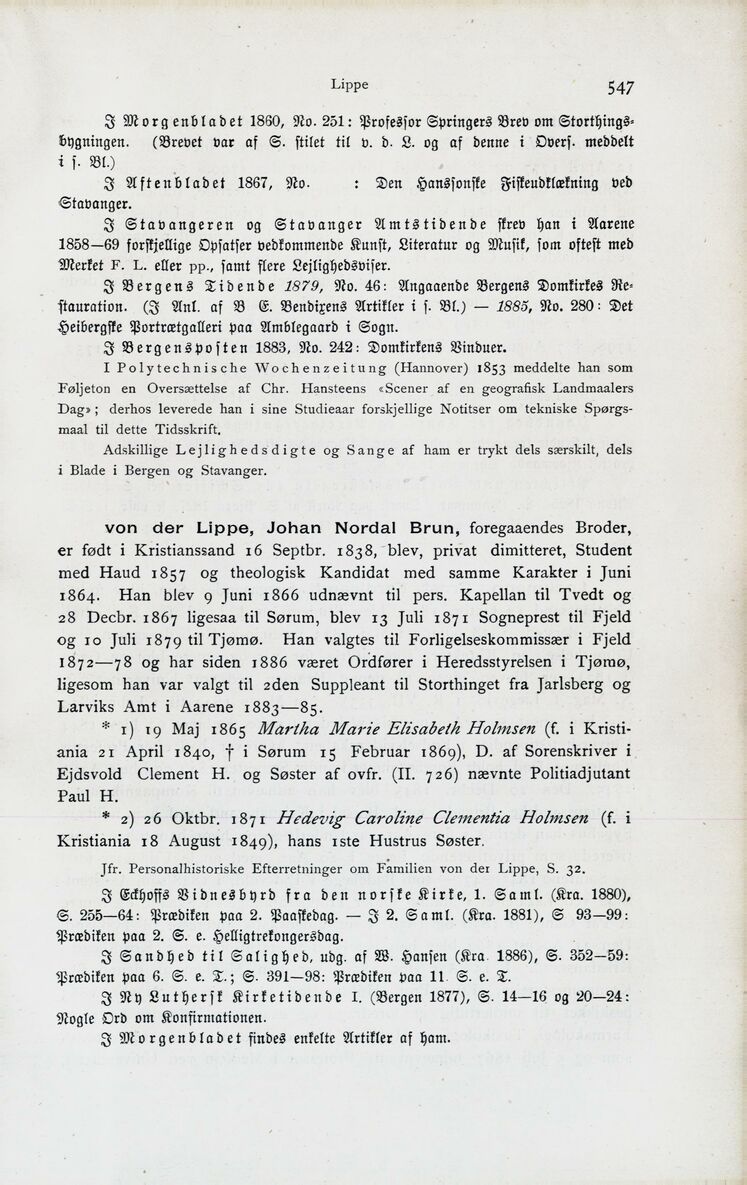 Lippe
547
I Morgenbladet 1860, No. 251: Professor Springers Brev om Storthings-
bygningen. (Brevet var af S. stilet til v. d. L. og af denne i Overs. meddelt
i s. Bl.)
I Aftenbladet 1867, No. : Den Hanssonske Fiskeudklækning ved
Stavanger.
I Stavangeren og Stavanger Amtstidende skrev han i Aarene
1858—69 forskjellige Opsatser vedkommende Kunst, Literatur og Musik, som oftest med
Merket F. L. eller pp., samt flere Lejlighedsviser.
I Bergens Tidende 1879, No. 46: Angaaende Bergens Domkirkes Re-
stauration. (I Anl. af B E. Bendixens Artikler i s. Bl.) — 1885, No. 280: Det
Heibergske Portrætgalleri paa Amblegaard i Sogn.
I Bergensposten 1883, No. 242: Domkirkens Vinduer.
I Polytechnische Wochenzeitung (Hannover) 1853 meddelte han som
Føljeton en Oversættelse af Chr. Hansteens «Scener af en geografisk Landmaalers
Dag»; derhos leverede han i sine Studieaar forskjellige Notitser om tekniske Spørgs-
maal til dette Tidsskrift.
Adskillige Lejlighedsdigte og Sange af ham er trykt dels særskilt, dels
i Blade i Bergen og Stavanger.
von der Lippe, Johan Nordal Brun, foregaaendes Broder,
er født i Kristianssand 16 Septbr. 1838, blev, privat dimitteret, Student
med Haud 1857 og theologisk Kandidat med samme Karakter i Juni
1864. Han blev 9 Juni 1866 udnævnt til pers. Kapellan til Tvedt og
28 Decbr. 1867 ligesaa til Sørum, blev 13 Juli 1871 Sogneprest til Fjeld
og 10 Juli 1879 til Tjømø. Han valgtes til Forligelseskommissær i Fjeld
1872—78 og har siden 1886 været Ordfører i Heredsstyrelsen i Tjømø,
ligesom han var valgt til 2den Suppleant til Storthinget fra Jarlsberg og
Larviks Amt i Aarene 1883—85.
* 1) 19 Maj 1865 Martha Marie Elisabeth Holmsen (f. i Kristi-
ania 21 April 1840, † i Sørum 15 Februar 1869), D. af Sorenskriver i
Ejdsvold Clement H. og Søster af ovfr. (II. 726) nævnte Politiadjutant
Paul H.
* 2) 26 Oktbr. 1871 Hedevig Caroline Clementia Holmsen (f. i
Kristiania 18 August 1849), hans 1ste Hustrus Søster.
Jfr. Personalhistoriske Efterretninger om Familien von der Lippe, S. 32.
I Eckhoffs Vidnesbyrd fra den norske Kirke, 1. Saml. (Kra. 1880),
S. 255—64: Prædiken paa 2. Paaskedag. — I 2. Saml. (Kra. 1881), S 93—99:
Prædiken paa 2. S. e. Helligtrekongersdag.
I Sandhed til Salighed, udg. af W. Hansen (Kra 1886), S. 352—59:
Prædiken paa 6. S. e. T.; S. 391—98: Prædiken paa 11 S. e. T.
I Ny Luthersk Kirketidende I. (Bergen 1877), S. 14—16 og 20—24:
Nogle Ord om Konfirmationen.
I Morgenbladet findes enkelte Artikler af ham.